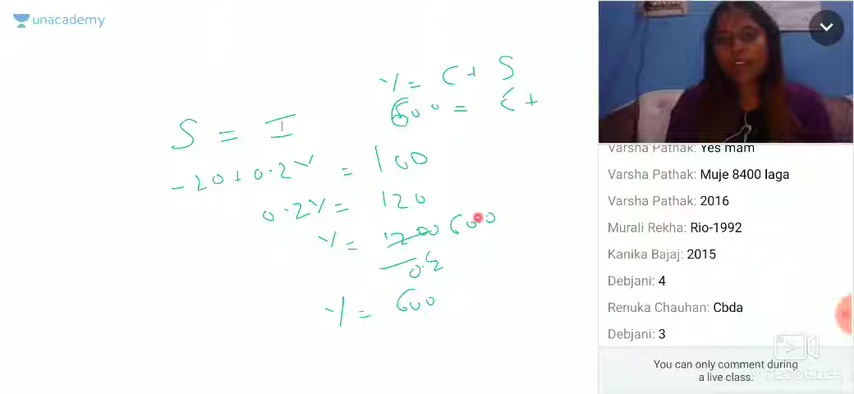 unacademy
Y = C + S
600 = C +
S = I
-20 + 0.2Y = 100
0.2Y = 120
Y = 1200 600
0.2
Y = 600
Varsha Pathak: Yes mam
Varsha Pathak: Muje 8400 laga
Varsha Pathak: 2016
Murali Rekha: Rio-1992
Kanika Bajaj: 2015
Debjani: 4
Renuka Chauhan: Cbda
Debjani: 3
You can only comment during
a live class.